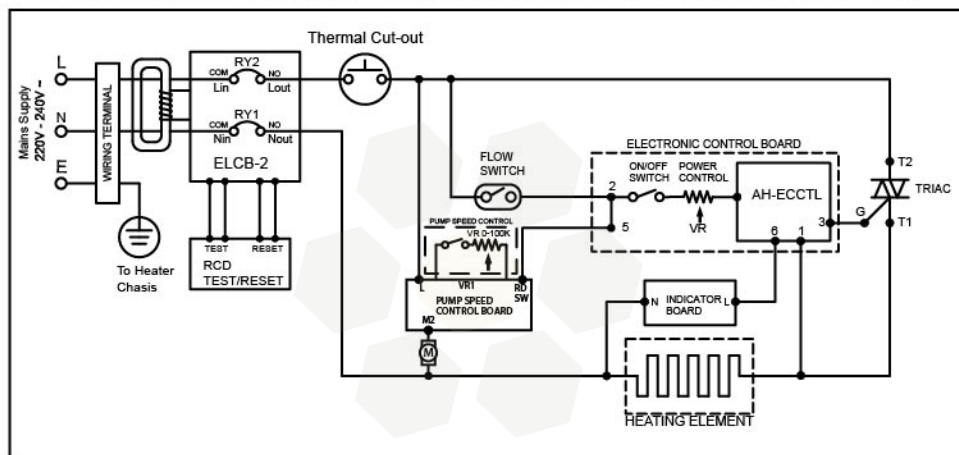 Thermal Cut-out
L
N
E
Mains Supply
220V - 240V ~
WIRING TERMINAL
COM
RY2
NO
Lin
Lout
COM
RY1
NO
Nin
Nout
ELCB-2
TEST
RESET
RCD
TEST/RESET
To Heater
Chasis
FLOW
SWITCH
PUMP SPEED CONTROL
VR 0-100K
VR1
L
RD
SW
PUMP SPEED
CONTROL BOARD
M2
M
ELECTRONIC CONTROL BOARD
2
5
ON/OFF
SWITCH
POWER
CONTROL
VR
AH-ECCTL
3
6
1
G
T2
TRIAC
T1
N
INDICATOR
BOARD
L
HEATING ELEMENT